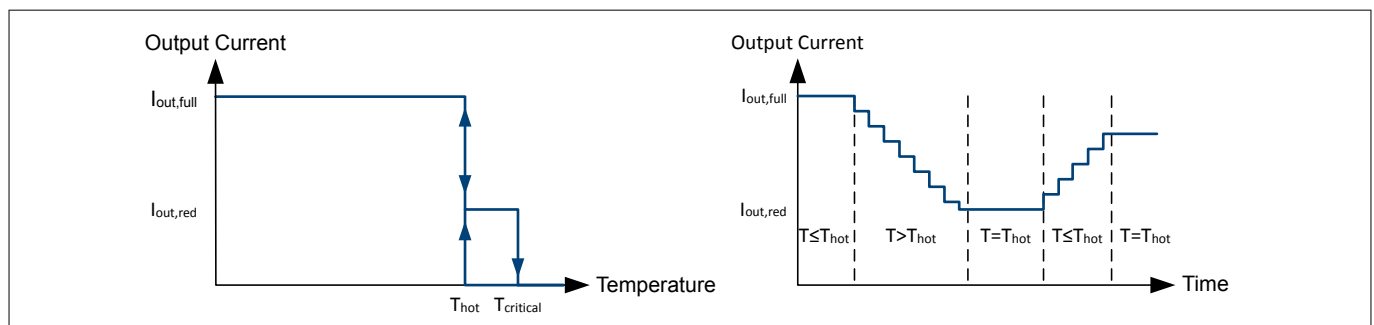 Output Current
Iout,full
Iout,red
Thot
Tcritical
Temperature
Output Current
Iout,full
Iout,red
T≤Thot
T>Thot
T=Thot
T≤Thot
T=Thot
Time